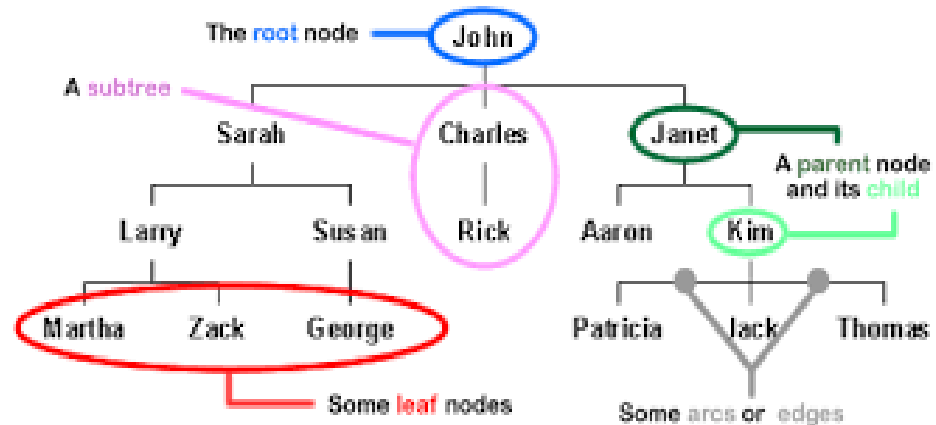 The root node
John
A subtree
Sarah
Charles
Janet
A parent node
and its child
Larry
Susan
Rick
Aaron
Kim
Martha
Zack
George
Patricia
Jack
Thomas
Some leaf nodes
Some arcs or edges